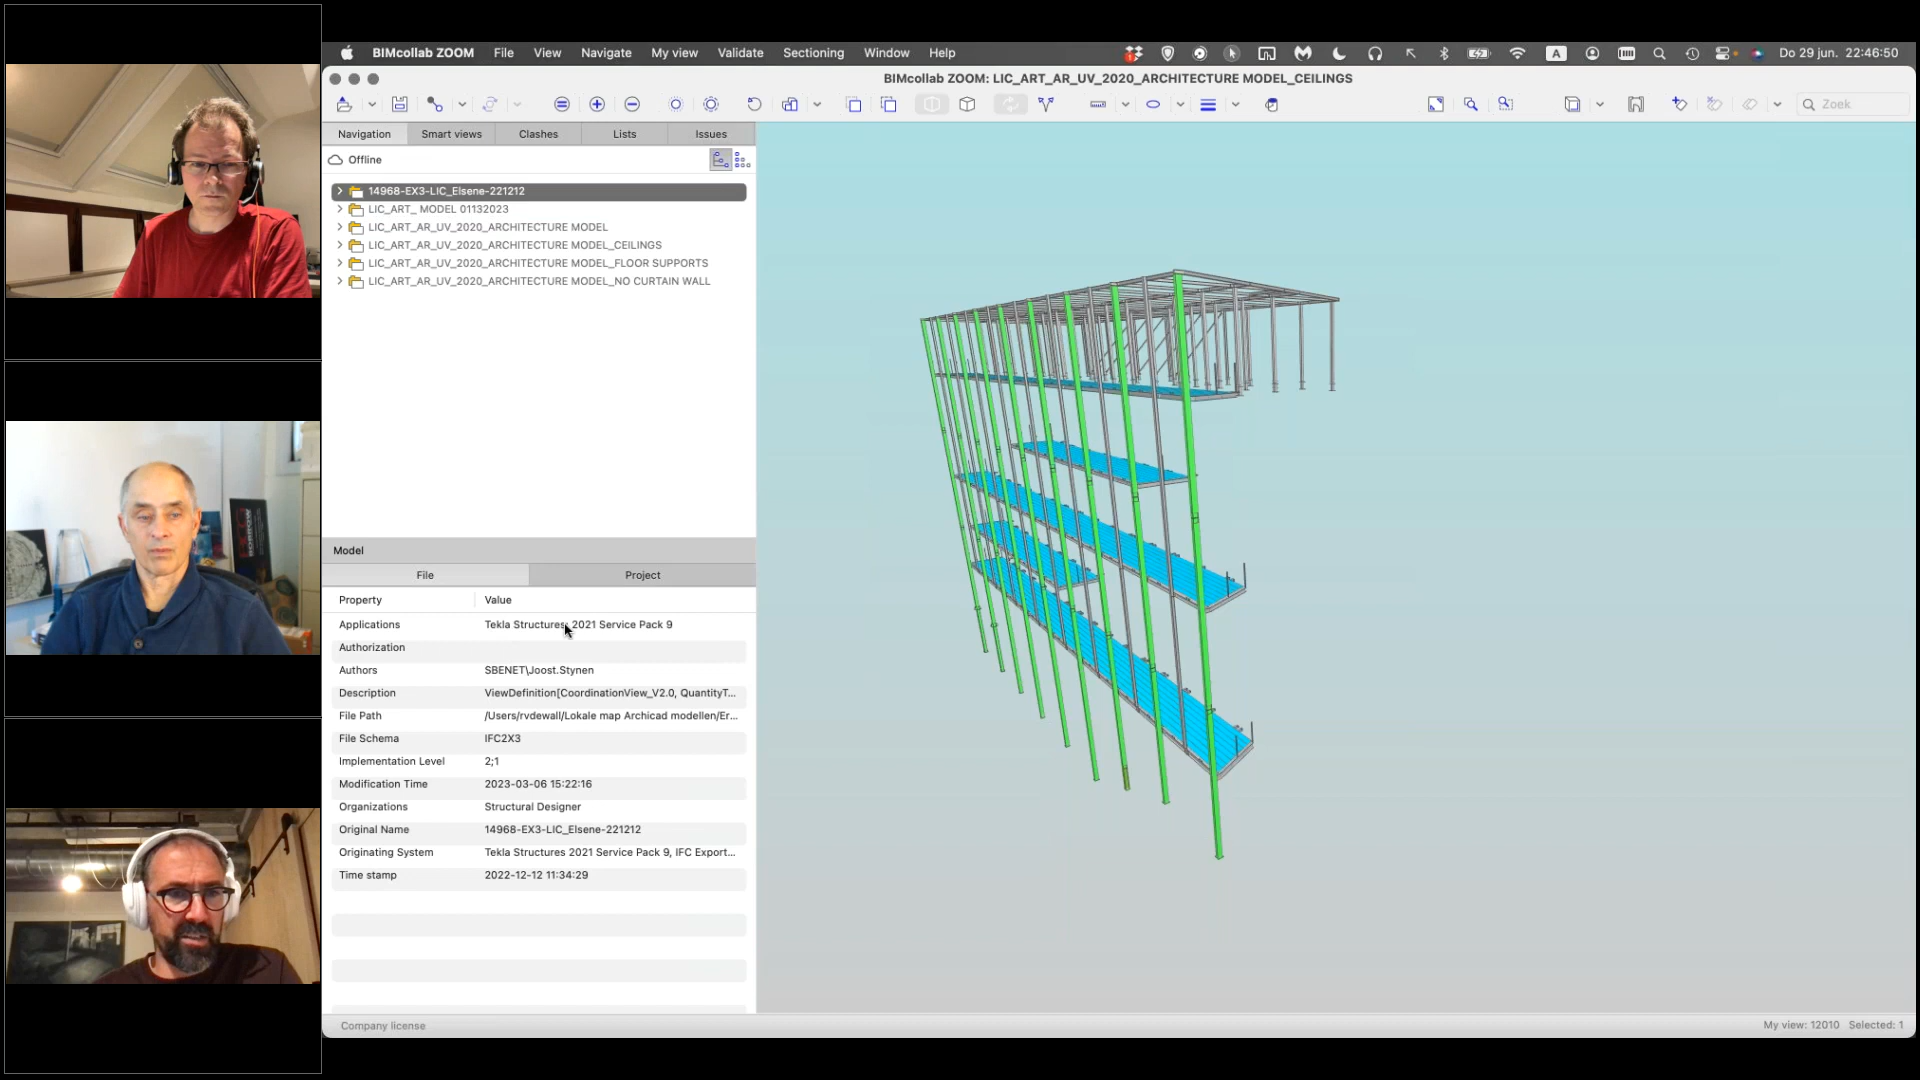 BIMcollab ZOOM File View Navigate My view Validate Sectioning Window Help
A Do 29 jun. 22:46:50
BIMcollab ZOOM: LIC_ART_AR_UV_2020_ARCHITECTURE MODEL_CEILINGS
Zoek
Navigation Smart views Clashes Lists Issues
Offline
14968-EX3-LIC_Elsene-221212
LIC_ART_ MODEL 01132023
LIC_ART_AR_UV_2020_ARCHITECTURE MODEL
LIC_ART_AR_UV_2020_ARCHITECTURE MODEL_CEILINGS
LIC_ART_AR_UV_2020_ARCHITECTURE MODEL_FLOOR SUPPORTS
LIC_ART_AR_UV_2020_ARCHITECTURE MODEL_NO CURTAIN WALL
Model
File Project
Property Value
Applications Tekla Structures: 2021 Service Pack 9
Authorization
Authors SBENET\Joost.Stynen
Description ViewDefinition[CoordinationView_V2.0, QuantityT...
File Path /Users/rvdewall/Lokale map Archicad modellen/Er...
File Schema IFC2X3
Implementation Level 2;1
Modification Time 2023-03-06 15:22:16
Organizations Structural Designer
Original Name 14968-EX3-LIC_Elsene-221212
Originating System Tekla Structures 2021 Service Pack 9, IFC Export...
Time stamp 2022-12-12 11:34:29
Company license
My view: 12010 Selected: 1